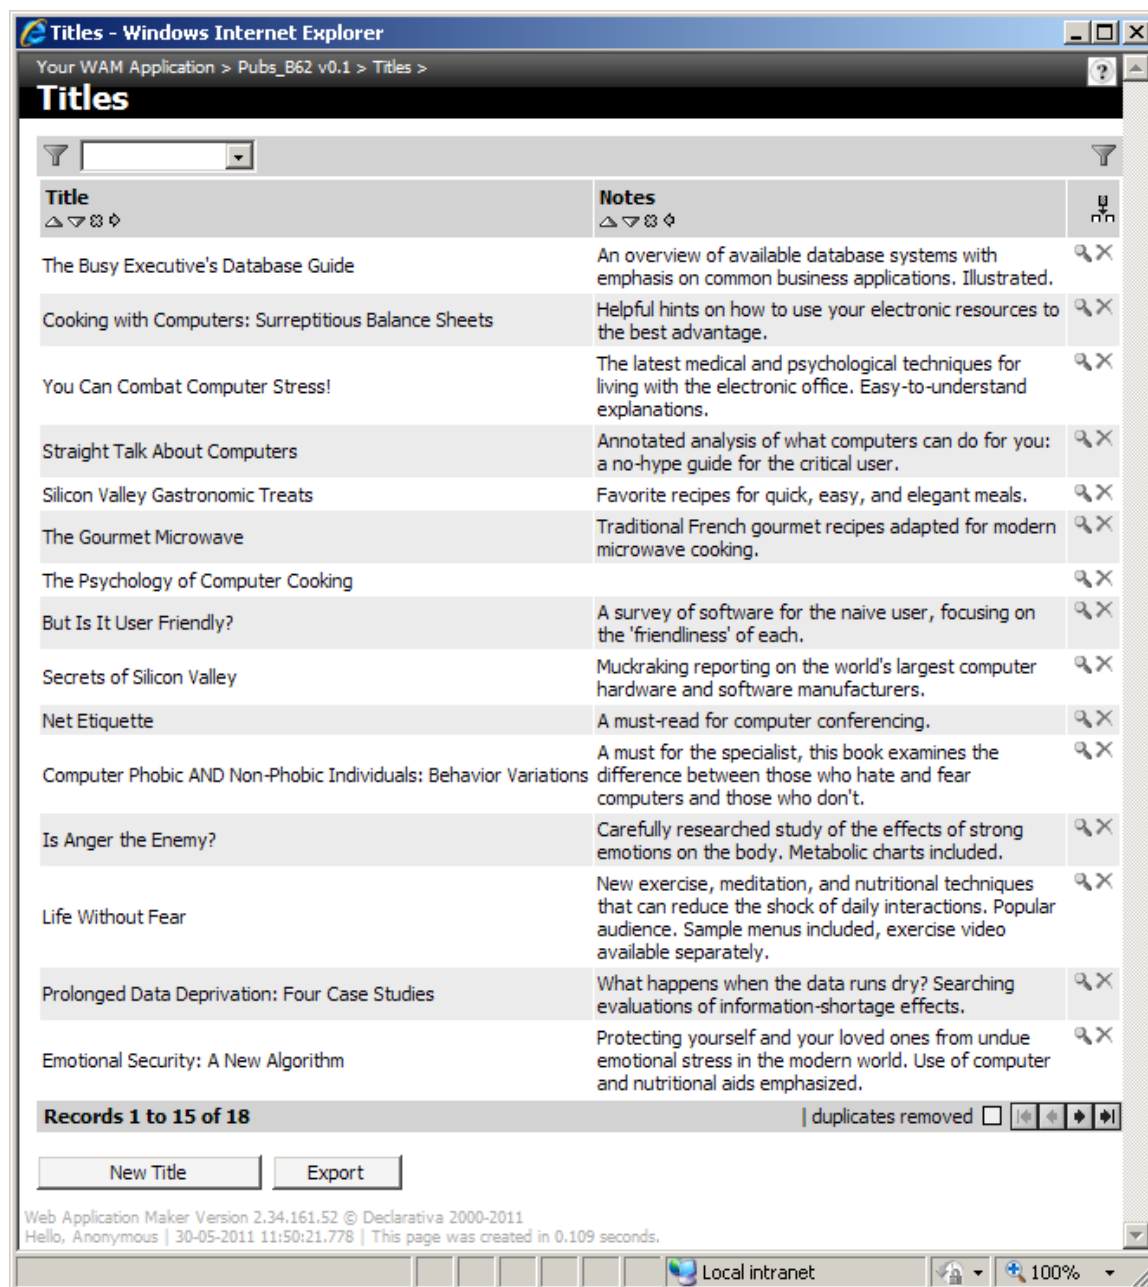 Titles - Windows Internet Explorer
Your WAM Application > Pubs_B62 v0.1 > Titles >
?
Titles
Title Notes
The Busy Executive's Database Guide An overview of available database systems with
emphasis on common business applications. Illustrated.
Cooking with Computers: Surreptitious Balance Sheets Helpful hints on how to use your electronic resources to
the best advantage.
You Can Combat Computer Stress! The latest medical and psychological techniques for
living with the electronic office. Easy-to-understand
explanations.
Straight Talk About Computers Annotated analysis of what computers can do for you:
a no-hype guide for the critical user.
Silicon Valley Gastronomic Treats Favorite recipes for quick, easy, and elegant meals.
The Gourmet Microwave Traditional French gourmet recipes adapted for modern
microwave cooking.
The Psychology of Computer Cooking
But Is It User Friendly? A survey of software for the naive user, focusing on
the 'friendliness' of each.
Secrets of Silicon Valley Muckraking reporting on the world's largest computer
hardware and software manufacturers.
Net Etiquette A must-read for computer conferencing.
Computer Phobic AND Non-Phobic Individuals: Behavior Variations A must for the specialist, this book examines the
difference between those who hate and fear
computers and those who don't.
Is Anger the Enemy? Carefully researched study of the effects of strong
emotions on the body. Metabolic charts included.
Life Without Fear New exercise, meditation, and nutritional techniques
that can reduce the shock of daily interactions. Popular
audience. Sample menus included, exercise video
available separately.
Prolonged Data Deprivation: Four Case Studies What happens when the data runs dry? Searching
evaluations of information-shortage effects.
Emotional Security: A New Algorithm Protecting yourself and your loved ones from undue
emotional stress in the modern world. Use of computer
and nutritional aids emphasized.
Records 1 to 15 of 18 | duplicates removed
New Title Export
Web Application Maker Version 2.34.161.52 © Declarativa 2000-2011
Hello, Anonymous | 30-05-2011 11:50:21.778 | This page was created in 0.109 seconds.
Local intranet 100%